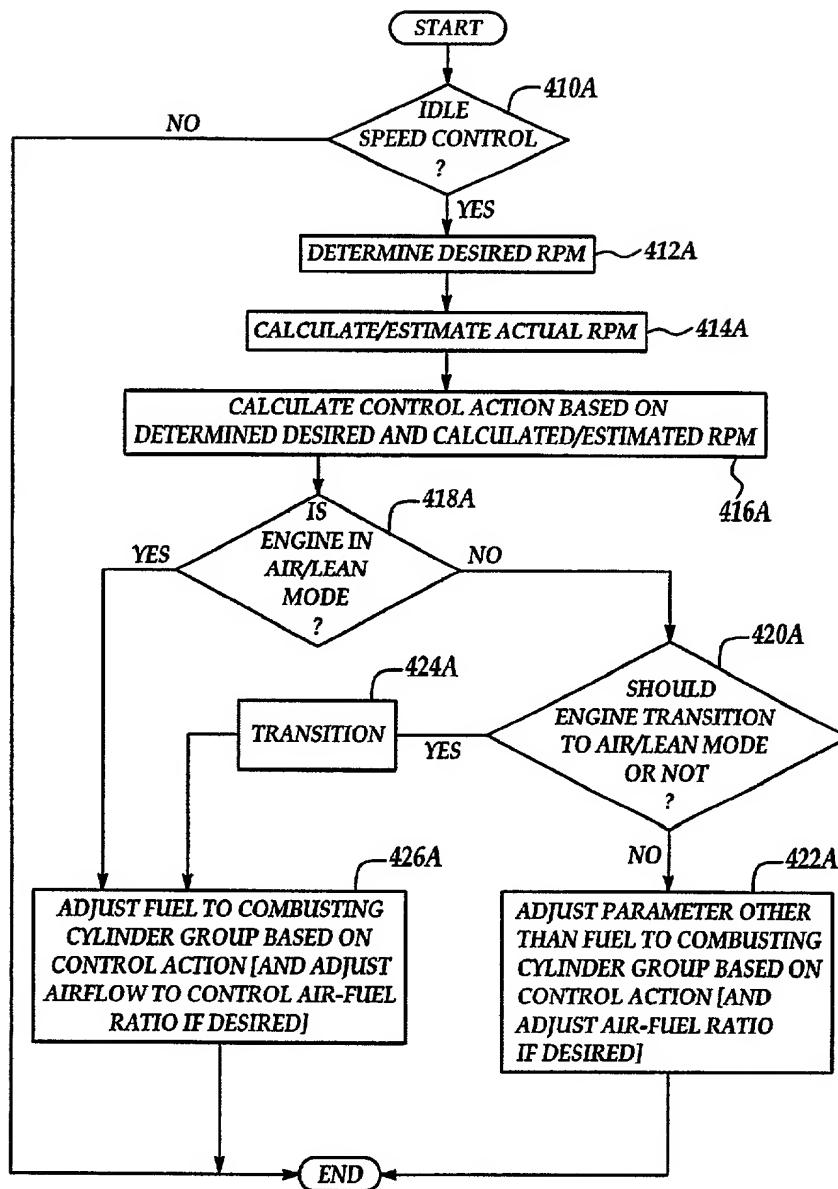 START
410A
IDLE
SPEED CONTROL
?
NO
YES
DETERMINE DESIRED RPM
412A
CALCULATE/ESTIMATE ACTUAL RPM
414A
CALCULATE CONTROL ACTION BASED ON
DETERMINED DESIRED AND CALCULATED/ESTIMATED RPM
416A
418A
IS
ENGINE IN
AIR/LEAN
MODE
?
YES
NO
420A
SHOULD
ENGINE TRANSITION
TO AIR/LEAN MODE
OR NOT
?
424A
TRANSITION
YES
NO
426A
ADJUST FUEL TO COMBUSTING
CYLINDER GROUP BASED ON
CONTROL ACTION [AND ADJUST
AIRFLOW TO CONTROL AIR-FUEL
RATIO IF DESIRED]
422A
ADJUST PARAMETER OTHER
THAN FUEL TO COMBUSTING
CYLINDER GROUP BASED ON
CONTROL ACTION [AND
ADJUST AIR-FUEL RATIO
IF DESIRED]
END